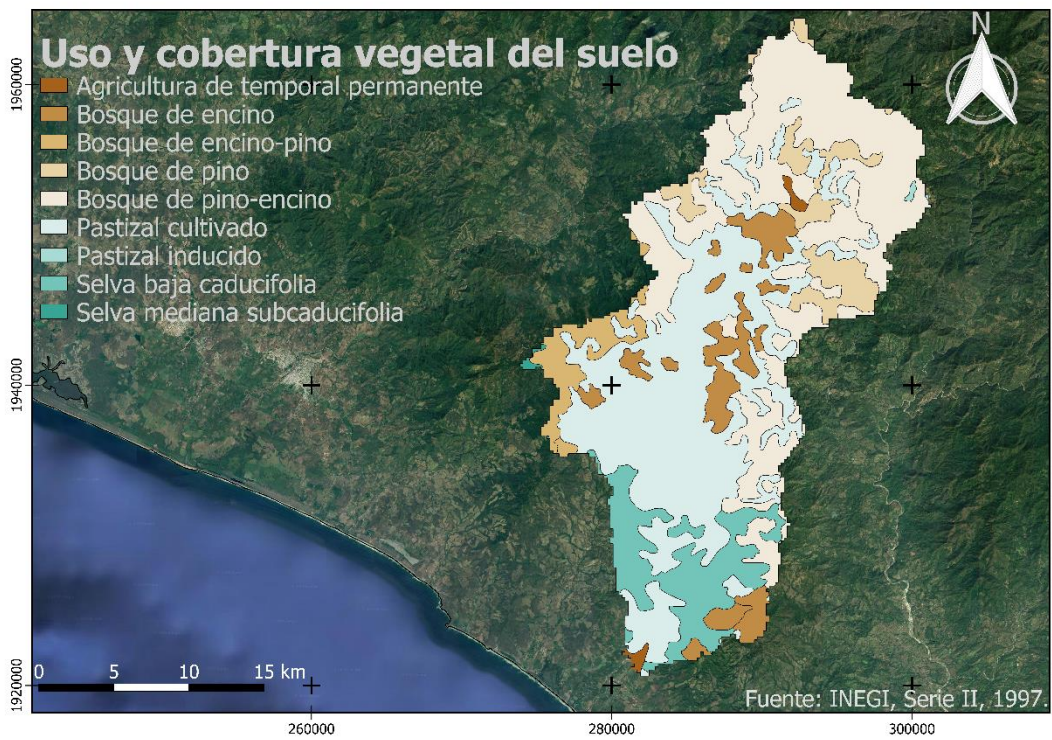 Uso y cobertura vegetal del suelo
Agricultura de temporal permanente
Bosque de encino
Bosque de encino-pino
Bosque de pino
Bosque de pino-encino
Pastizal cultivado
Pastizal inducido
Selva baja caducifolia
Selva mediana subcaducifolia
N
1960000
1940000
1920000
0 5 10 15 km
Fuente: INEGI, Serie II, 1997.
260000 280000 300000